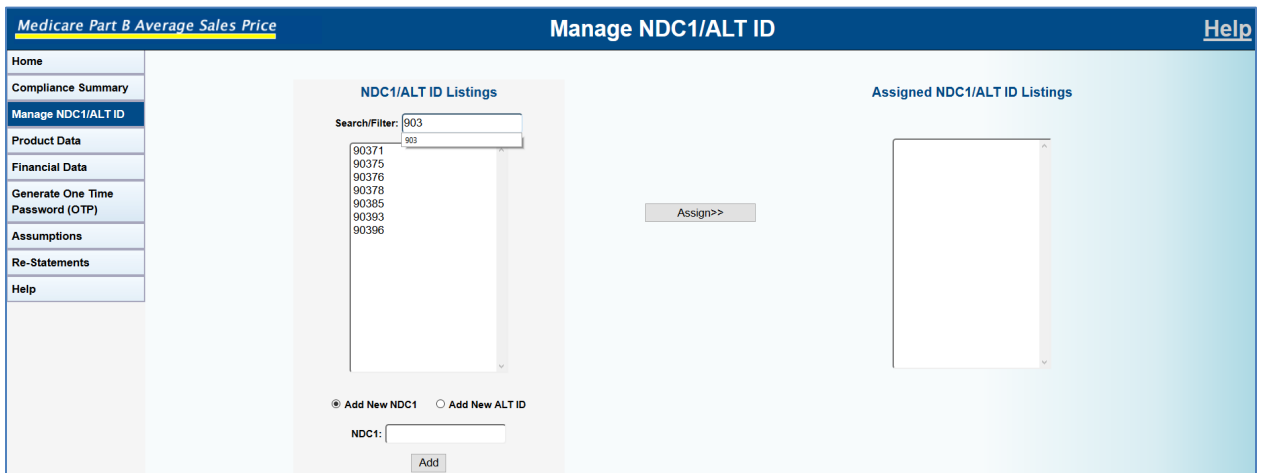 Medicare Part B Average Sales Price
Manage NDC1/ALT ID
Help
Home
Compliance Summary
Manage NDC1/ALT ID
Product Data
Financial Data
Generate One Time
Password (OTP)
Assumptions
Re-Statements
Help
NDC1/ALT ID Listings
Search/Filter: 903
903
90371
90375
90376
90378
90385
90393
90396
Add New NDC1 Add New ALT ID
NDC1:
Add
Assign>>
Assigned NDC1/ALT ID Listings